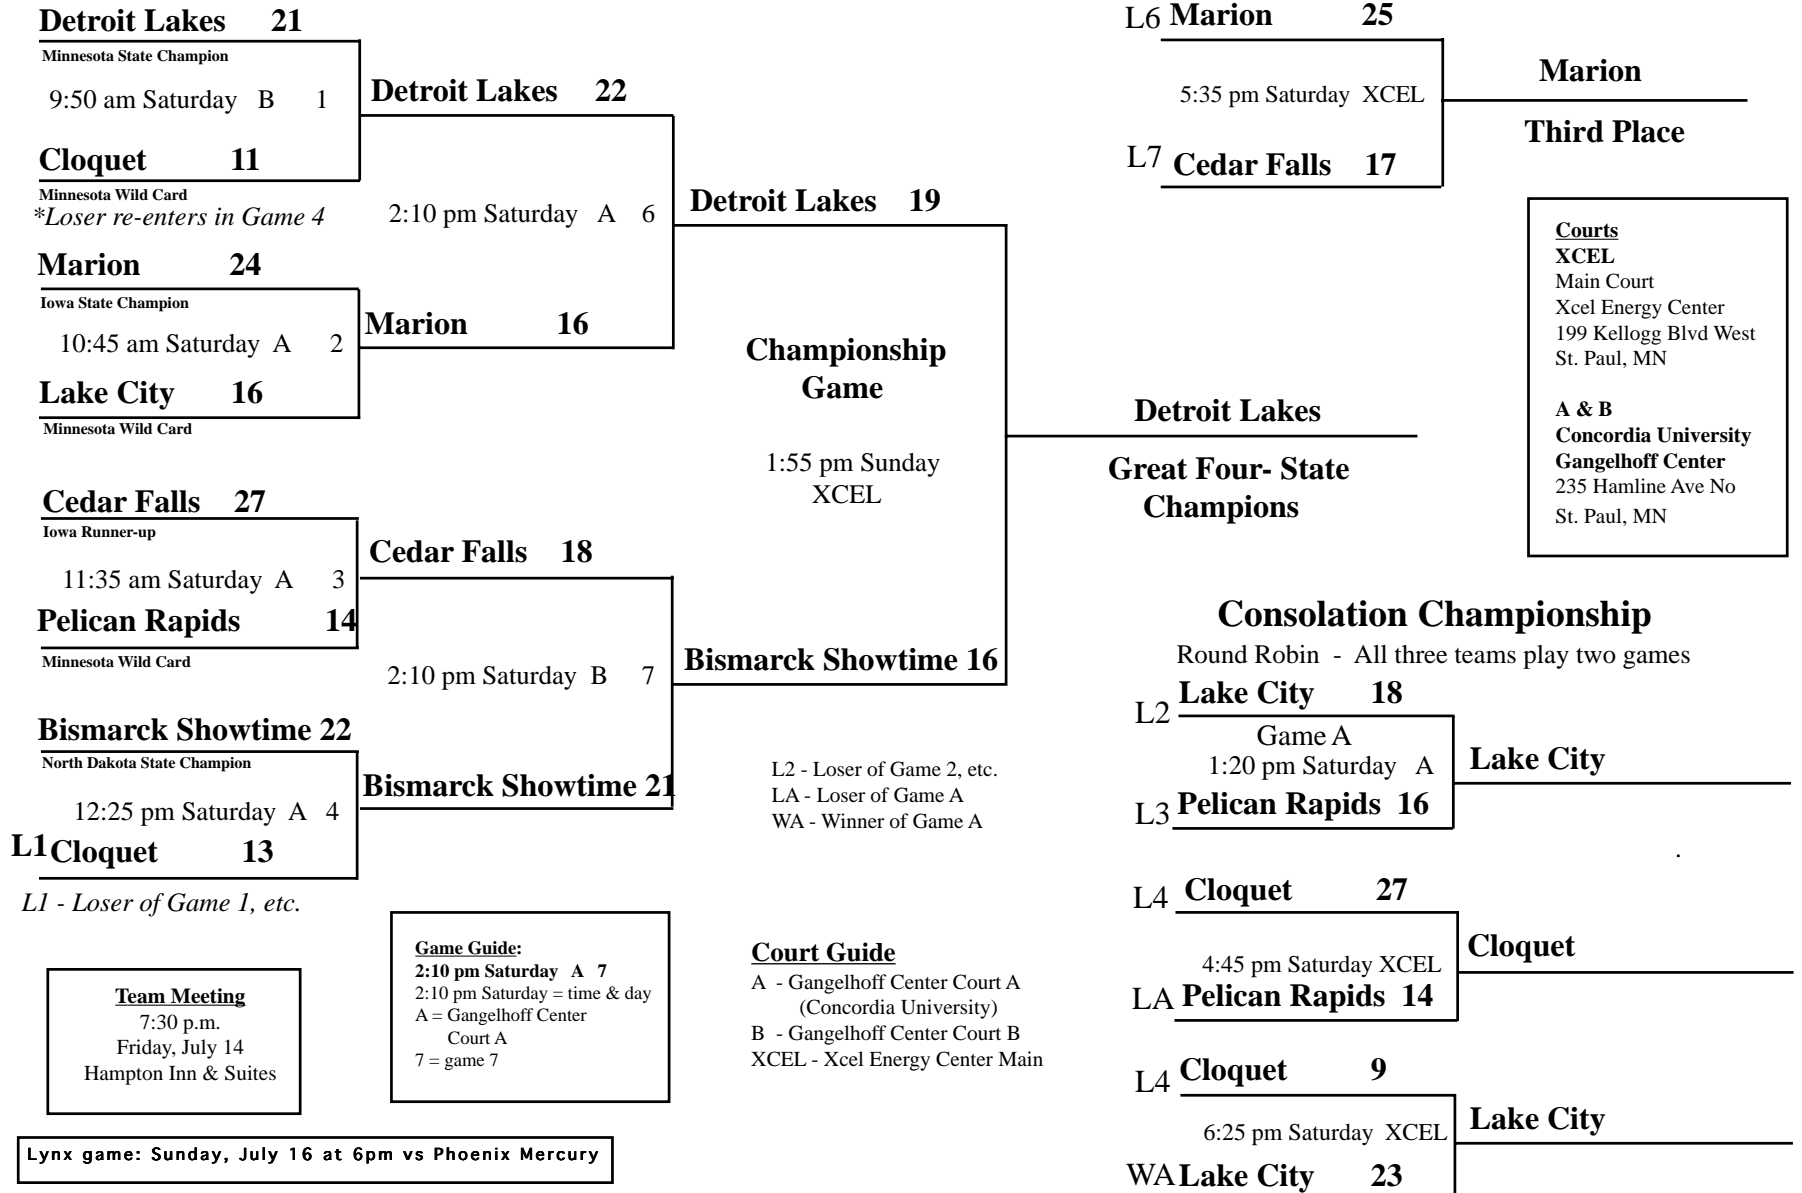 Detroit Lakes 21
Minnesota State Champion
9:50 am Saturday B 1
Cloquet 11
Minnesota Wild Card
*Loser re-enters in Game 4
Marion 24
Iowa State Champion
10:45 am Saturday A 2
Lake City 16
Minnesota Wild Card
Cedar Falls 27
Iowa Runner-up
11:35 am Saturday A 3
Pelican Rapids 14
Minnesota Wild Card
Bismarck Showtime 22
North Dakota State Champion
12:25 pm Saturday A 4
L1 Cloquet 13
L1 - Loser of Game 1, etc.
Detroit Lakes 22
2:10 pm Saturday A 6
Marion 16
Cedar Falls 18
2:10 pm Saturday B 7
Bismarck Showtime 21
Detroit Lakes 19
Championship
Game
1:55 pm Sunday
XCEL
Bismarck Showtime 16
Detroit Lakes
Great Four- State
Champions
L2 - Loser of Game 2, etc.
LA - Loser of Game A
WA - Winner of Game A
L6 Marion 25
5:35 pm Saturday XCEL
L7 Cedar Falls 17
Marion
Third Place
Courts
XCEL
Main Court
Xcel Energy Center
199 Kellogg Blvd West
St. Paul, MN
A & B
Concordia University
Gangelhoff Center
235 Hamline Ave No
St. Paul, MN
Consolation Championship
Round Robin - All three teams play two games
L2 Lake City 18
Game A
1:20 pm Saturday A
L3 Pelican Rapids 16
Lake City
.
L4 Cloquet 27
4:45 pm Saturday XCEL
LA Pelican Rapids 14
Cloquet
L4 Cloquet 9
6:25 pm Saturday XCEL
WA Lake City 23
Lake City
Team Meeting
7:30 p.m.
Friday, July 14
Hampton Inn & Suites
Game Guide:
2:10 pm Saturday A 7
2:10 pm Saturday = time & day
A = Gangelhoff Center
Court A
7 = game 7
Court Guide
A - Gangelhoff Center Court A
(Concordia University)
B - Gangelhoff Center Court B
XCEL - Xcel Energy Center Main
Lynx game: Sunday, July 16 at 6pm vs Phoenix Mercury